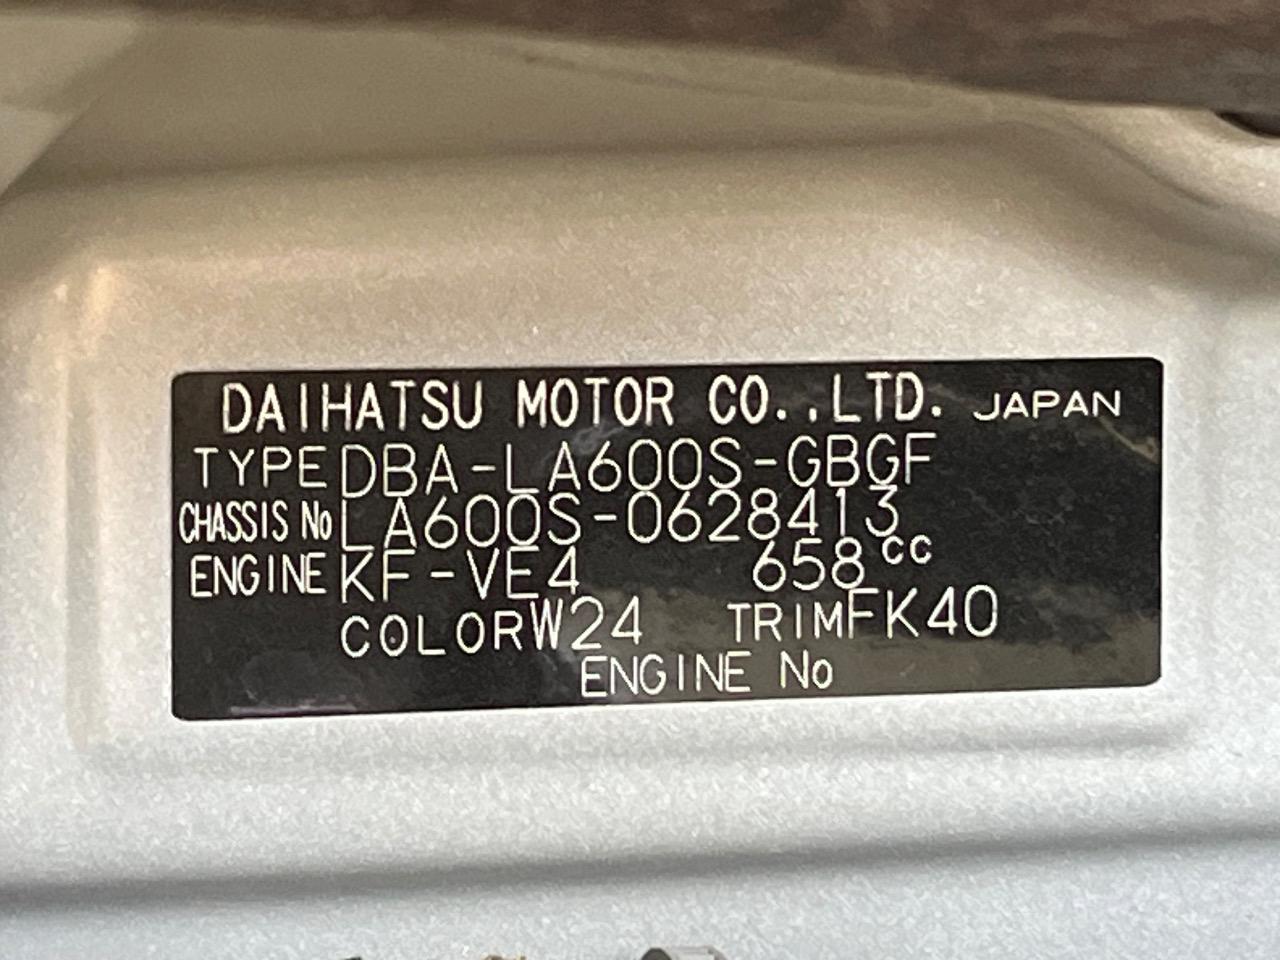 DAIHATSU MOTOR CO.,LTD. JAPAN
TYPE DBA-LA600S-GBGF
CHASSIS No LA600S-0628413
ENGINE KF-VE4 658cc
COLOR W24 TRIM FK40
ENGINE No